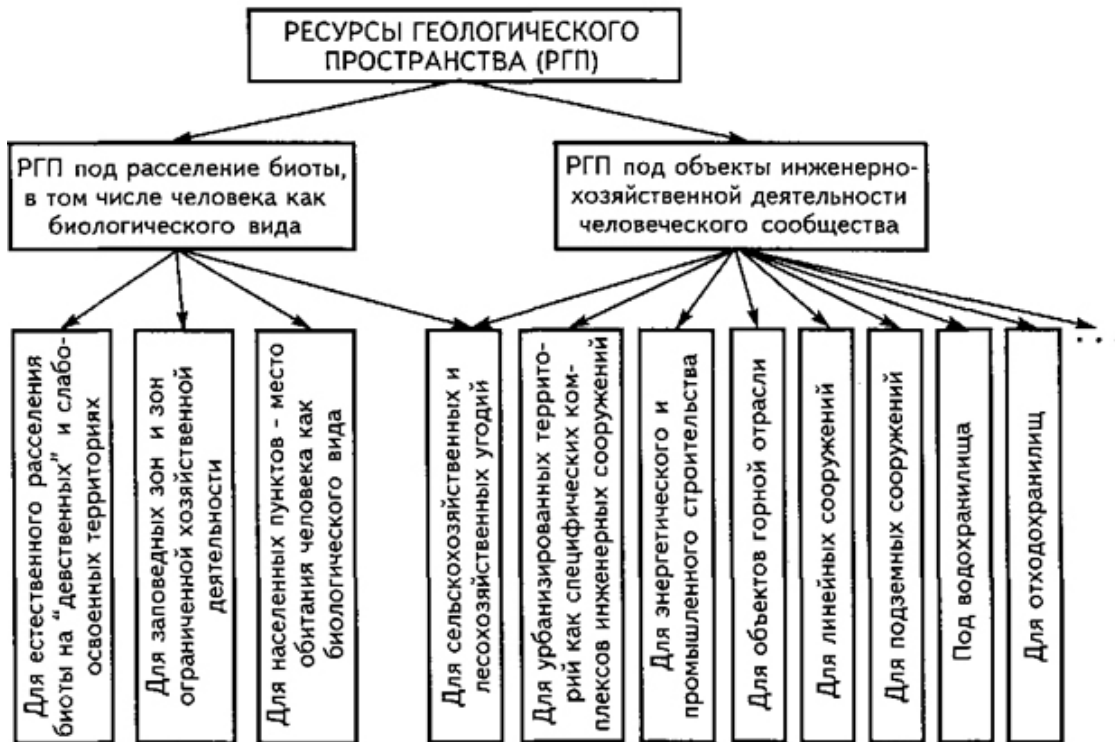 РЕСУРСЫ ГЕОЛОГИЧЕСКОГО
ПРОСТРАНСТВА (РГП)
РГП под расселение биоты,
в том числе человека как
биологического вида
РГП под объекты инженерно-
хозяйственной деятельности
человеческого сообщества
Для естественного расселения
биоты на "девственных" и слабо-
освоенных территориях
Для заповедных зон и зон
ограниченной хозяйственной
деятельности
Для населенных пунктов – место
обитания человека как
биологического вида
Для сельскохозяйственных и
лесохозяйственных угодий
Для урбанизированных террито-
рий как специфических ком-
плексов инженерных сооружений
Для энергетического и
промышленного строительства
Для объектов горной отрасли
Для линейных сооружений
Для подземных сооружений
Под водохранилища
Для отходохранилищ
...